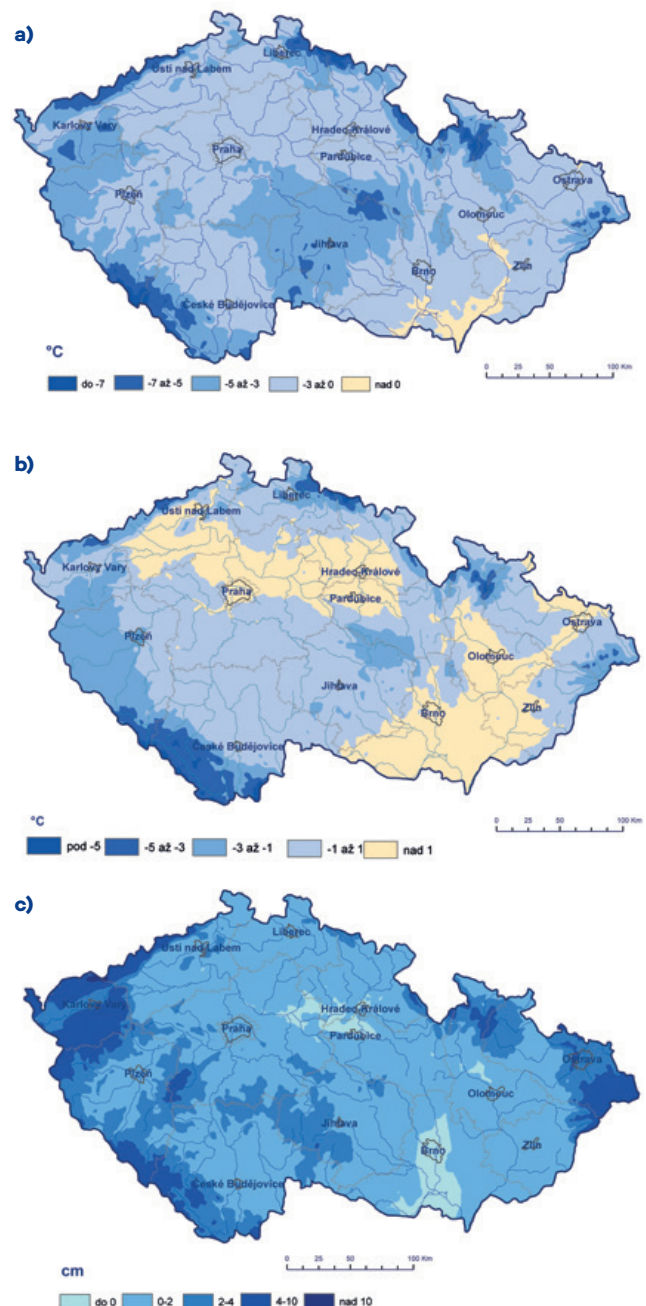 a)
Liberec
Ústí nad Labem
Karlovy Vary
Hradec Králové
Praha
Pardubice
Ostrava
Plzeň
Olomouc
Jihlava
Brno
Zlín
České Budějovice
°C
do -7 -7 až -5 -5 až -3 -3 až 0 nad 0
0 25 50 100 Km
b)
Liberec
Ústí nad Labem
Karlovy Vary
Hradec Králové
Praha
Pardubice
Ostrava
Plzeň
Olomouc
Jihlava
Brno
Zlín
České Budějovice
°C
pod -5 -5 až -3 -3 až -1 -1 až 1 nad 1
0 25 50 100 Km
c)
Liberec
Ústí nad Labem
Karlovy Vary
Hradec Králové
Praha
Pardubice
Ostrava
Plzeň
Olomouc
Jihlava
Brno
Zlín
České Budějovice
0 25 50 100 Km
cm
do 0 0-2 2-4 4-10 nad 10